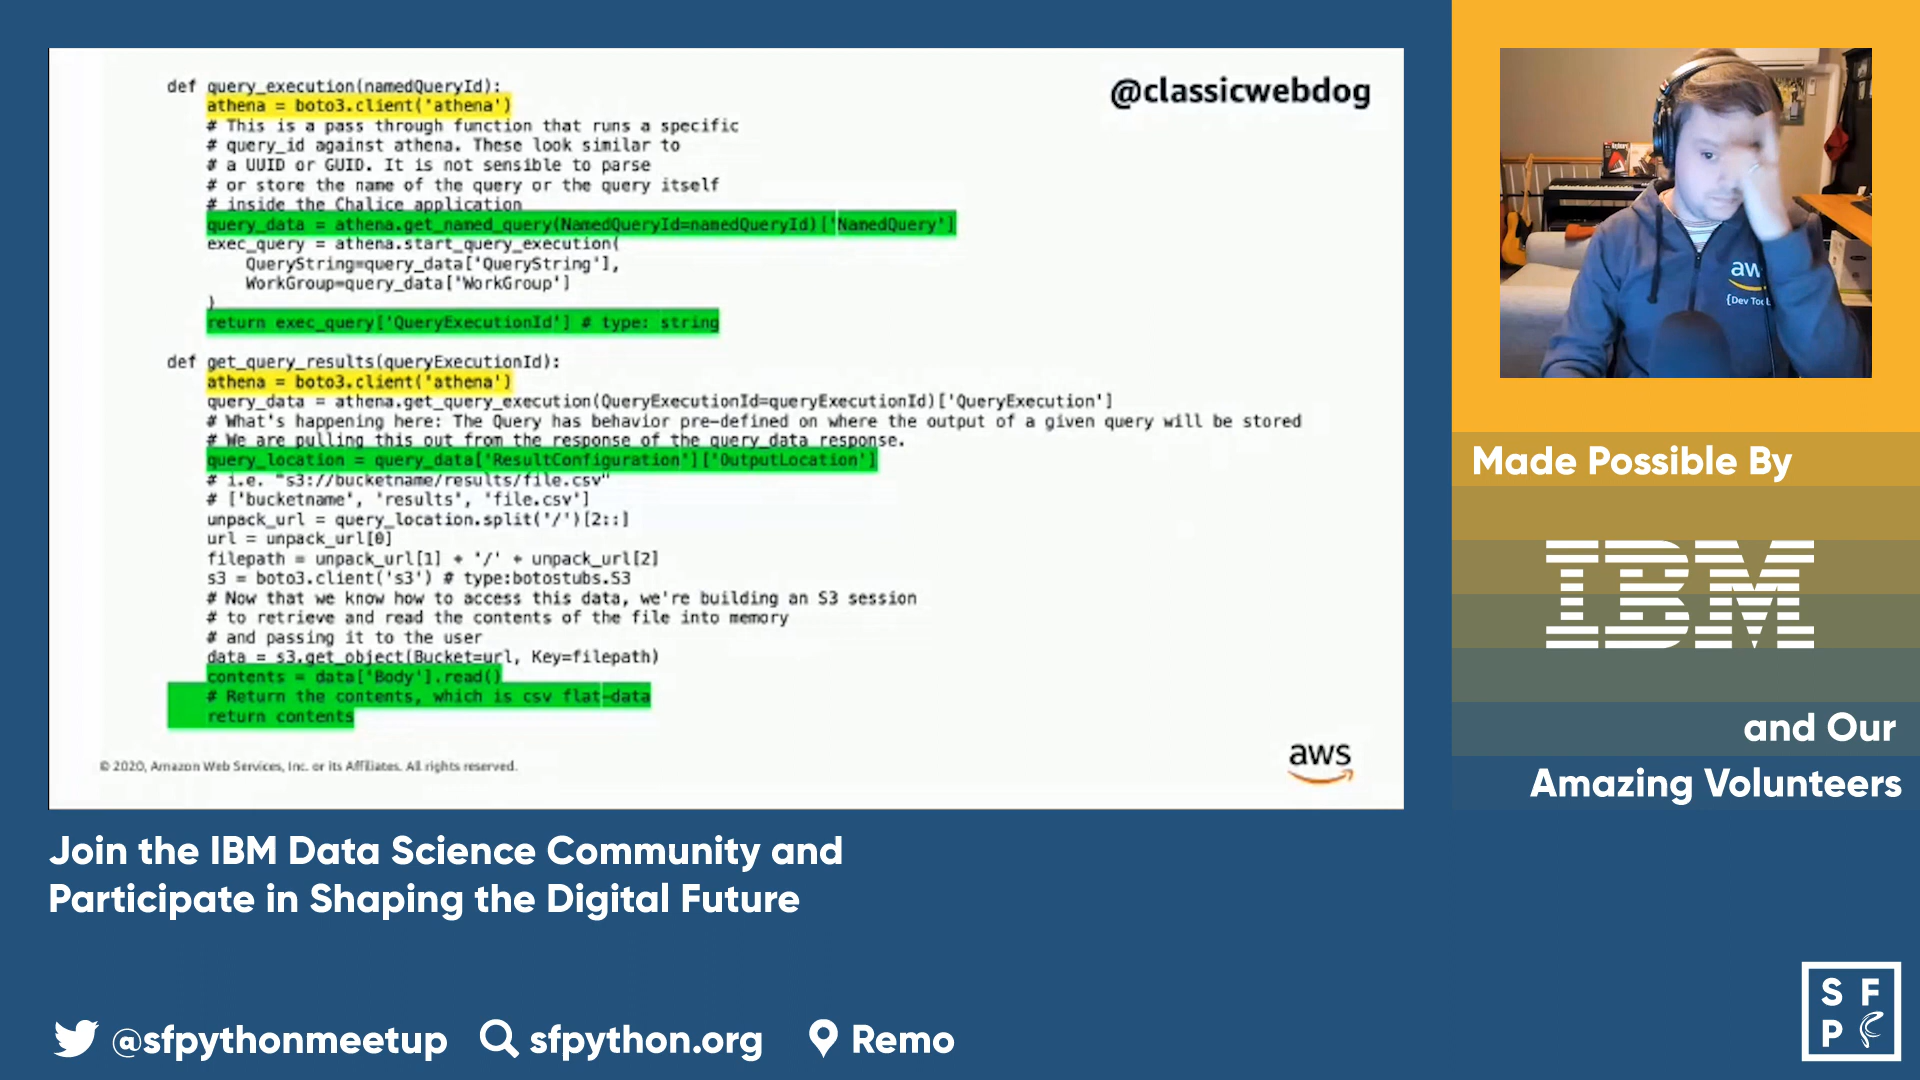 def query_execution(namedQueryId):
athena = boto3.client('athena')
# This is a pass through function that runs a specific
# query_id against athena. These look similar to
# a UUID or GUID. It is not sensible to parse
# or store the name of the query or the query itself
# inside the Chalice application
query_data = athena.get_named_query(NamedQueryId=namedQueryId)['NamedQuery']
exec_query = athena.start_query_execution(
QueryString=query_data['QueryString'],
WorkGroup=query_data['WorkGroup']
)
return exec_query['QueryExecutionId'] # type: string
def get_query_results(queryExecutionId):
athena = boto3.client('athena')
query_data = athena.get_query_execution(QueryExecutionId=queryExecutionId)['QueryExecution']
# What's happening here: The Query has behavior pre-defined on where the output of a given query will be stored
# We are pulling this out from the response of the query_data response.
query_location = query_data['ResultConfiguration']['OutputLocation']
# i.e. "s3://bucketname/results/file.csv"
# ['bucketname', 'results', 'file.csv']
unpack_url = query_location.split('/')[2::]
url = unpack_url[0]
filepath = unpack_url[1] + '/' + unpack_url[2]
s3 = boto3.client('s3') # type:botostubs.S3
# Now that we know how to access this data, we're building an S3 session
# to retrieve and read the contents of the file into memory
# and passing it to the user
data = s3.get_object(Bucket=url, Key=filepath)
contents = data['Body'].read()
# Return the contents, which is csv flat-data
return contents
@classicwebdog
© 2020, Amazon Web Services, Inc. or its Affiliates. All rights reserved.
aws
aws
{Dev Too
Made Possible By
IBM
and Our
Amazing Volunteers
Join the IBM Data Science Community and
Participate in Shaping the Digital Future
@sfpythonmeetup sfpython.org Remo
SF
P